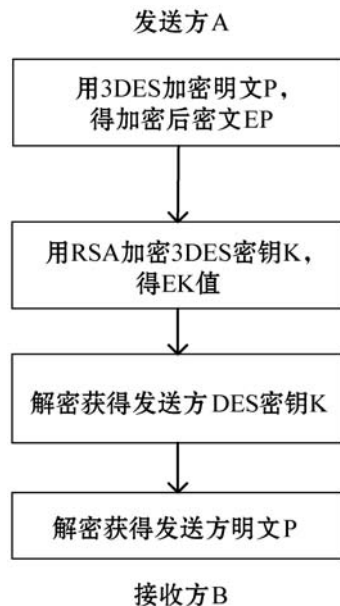 发送方A
用3DES加密明文P，
得加密后密文EP
用RSA加密3DES密钥K，
得EK值
解密获得发送方DES密钥K
解密获得发送方明文P
接收方B